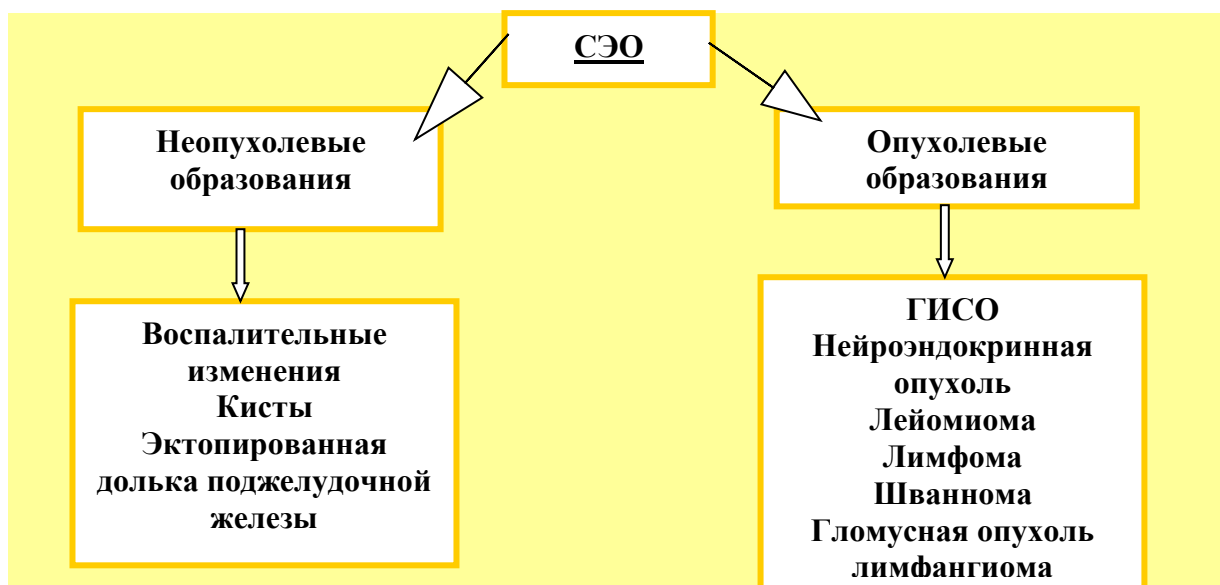 СЭО
Неопухолевые
образования
Опухолевые
образования
Воспалительные
изменения
Кисты
Эктопированная
долька поджелудочной
железы
ГИСО
Нейроэндокринная
опухоль
Лейомиома
Лимфома
Шваннома
Гломусная опухоль
лимфангиома